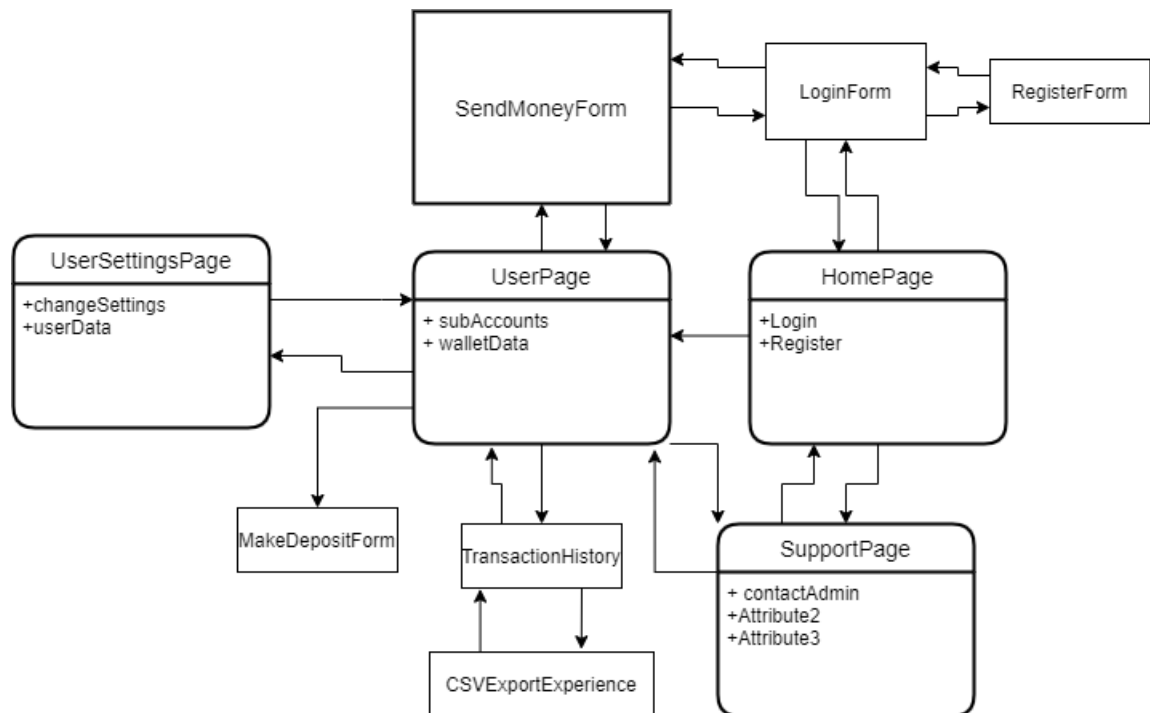 SendMoneyForm
LoginForm
RegisterForm
UserSettingsPage
+changeSettings
+userData
UserPage
+ subAccounts
+ walletData
HomePage
+Login
+Register
MakeDepositForm
TransactionHistory
SupportPage
+ contactAdmin
+Attribute2
+Attribute3
CSVExportExperience